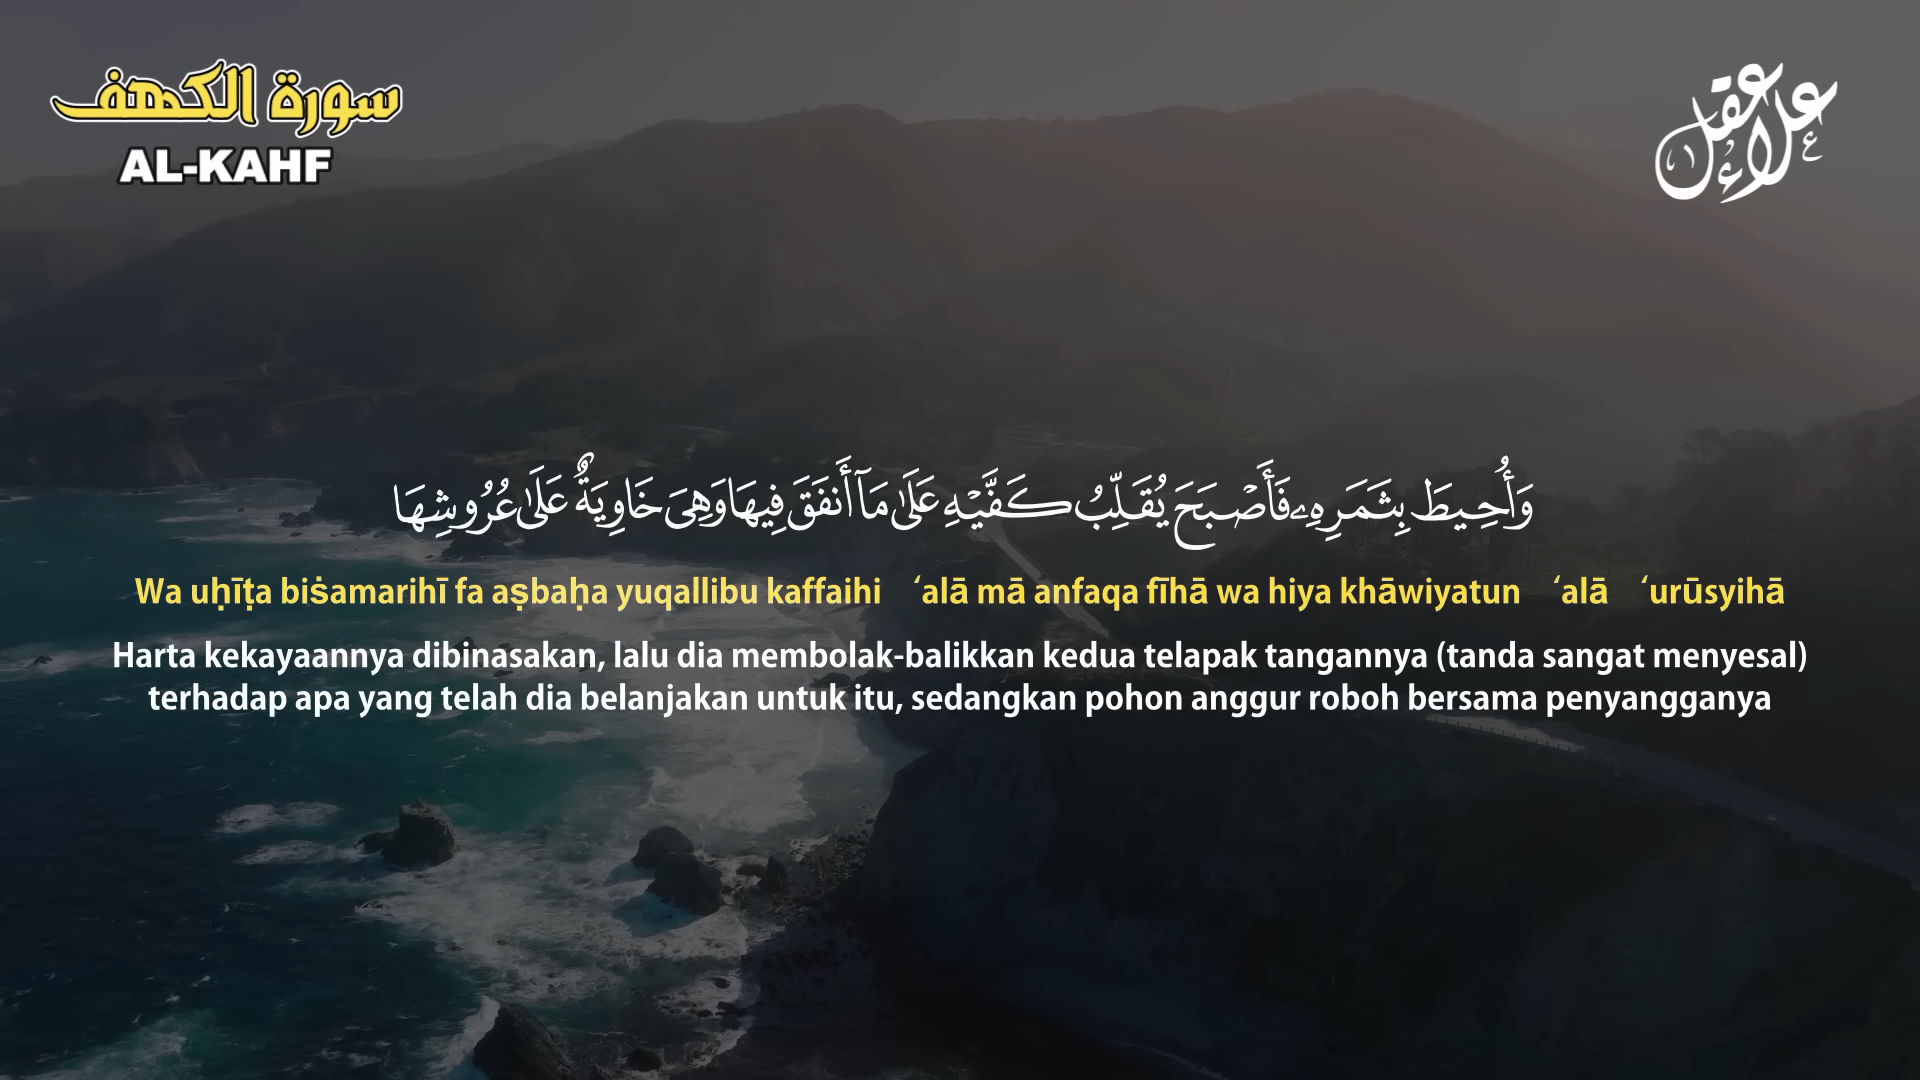 سورة الكهف
AL-KAHF
علاء عقل
وَأُحِيطَ بِثَمَرِهِۦ فَأَصْبَحَ يُقَلِّبُ كَفَّيْهِ عَلَىٰ مَآ أَنفَقَ فِيهَا وَهِىَ خَاوِيَةٌ عَلَىٰ عُرُوشِهَا
Wa uḥīṭa biṡamarihī fa aṣbaḥa yuqallibu kaffaihi ‘alā mā anfaqa fīhā wa hiya khāwiyatun ‘alā ‘urūsyihā
Harta kekayaannya dibinasakan, lalu dia membolak-balikkan kedua telapak tangannya (tanda sangat menyesal)
terhadap apa yang telah dia belanjakan untuk itu, sedangkan pohon anggur roboh bersama penyangganya